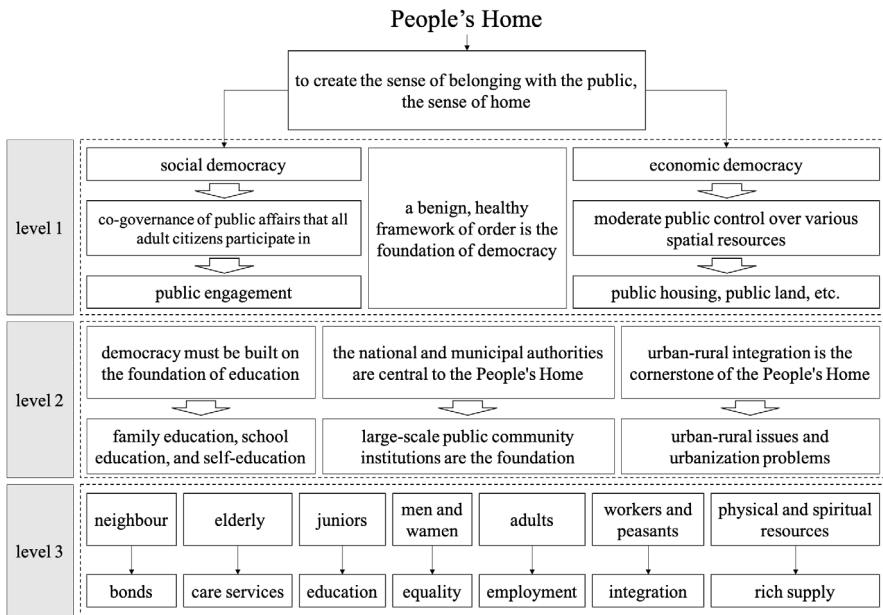 People's Home
to create the sense of belonging with the public,
the sense of home
level 1
social democracy
co-governance of public affairs that all
adult citizens participate in
public engagement
a benign, healthy
framework of order is the
foundation of democracy
economic democracy
moderate public control over various
spatial resources
public housing, public land, etc.
level 2
democracy must be built on
the foundation of education
family education, school
education, and self-education
the national and municipal authorities
are central to the People's Home
large-scale public community
institutions are the foundation
urban-rural integration is the
cornerstone of the People's Home
urban-rural issues and
urbanization problems
level 3
neighbour
bonds
elderly
care services
juniors
education
men and
wamen
equality
adults
employment
workers and
peasants
integration
physical and spiritual
resources
rich supply